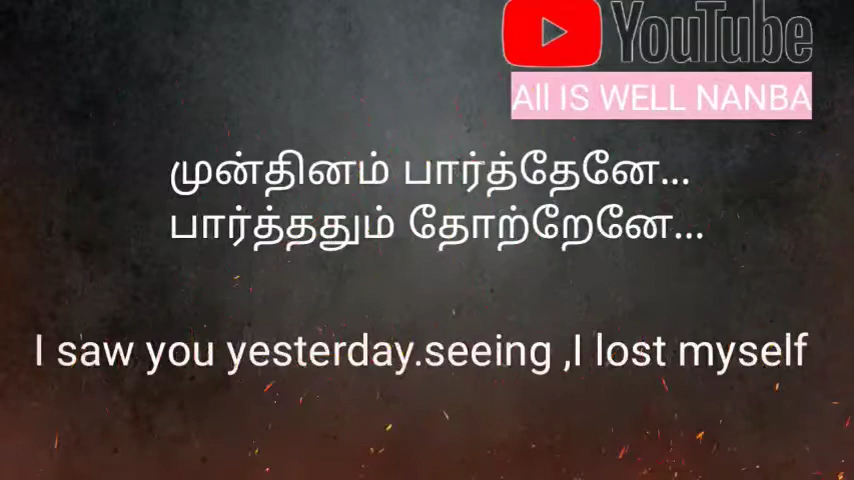 YouTube
All IS WELL NANBA
முன்தினம் பார்த்தேனே...
பார்த்ததும் தோற்றேனே...
I saw you yesterday.seeing ,I lost myself